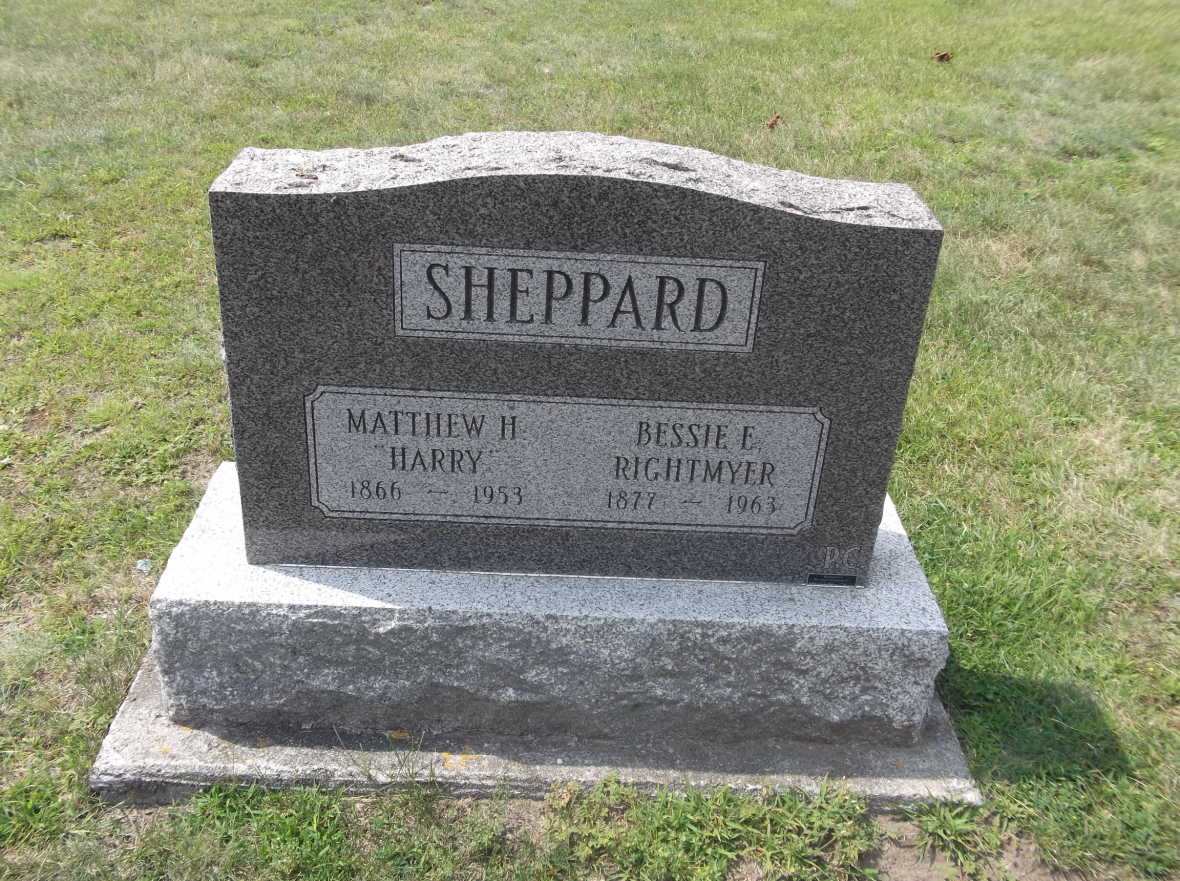 SHEPPARD
MATTHEW H.
"HARRY"
1866 — 1953
BESSIE E.
RIGHTMYER
1877 — 1963
P.C.